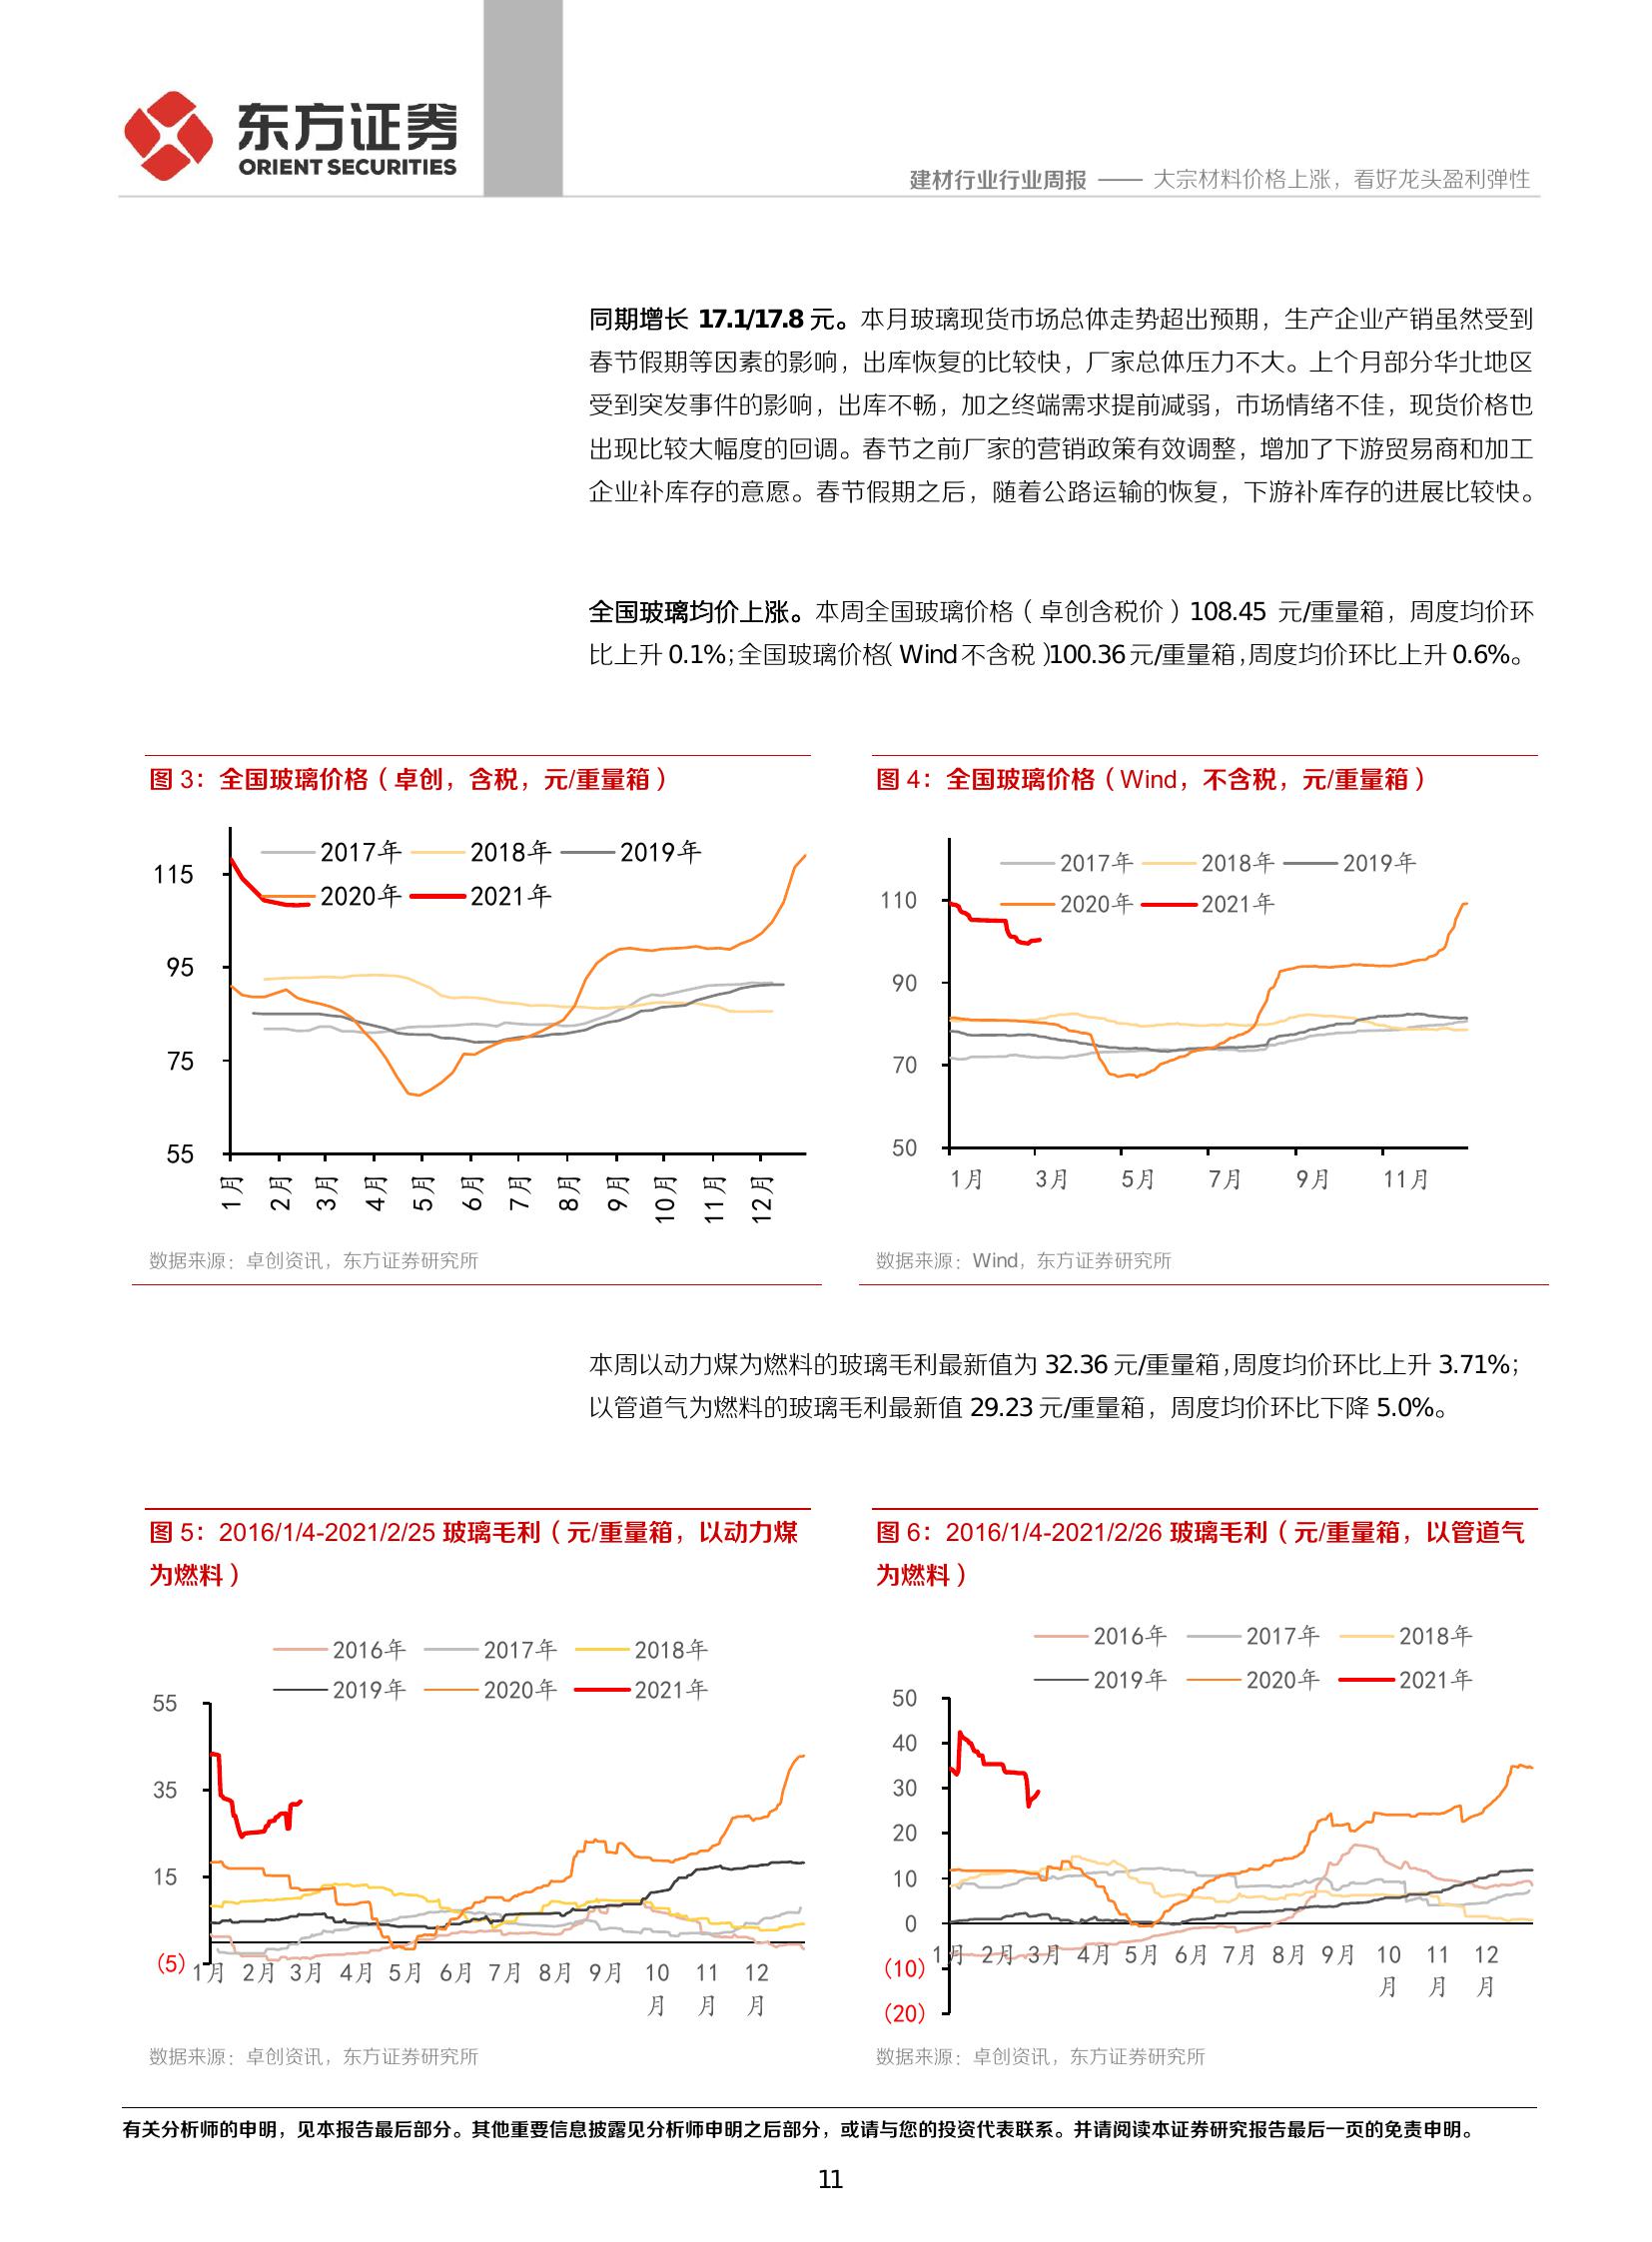 东方证券
ORIENT SECURITIES
建材行业行业周报 —— 大宗材料价格上涨，看好龙头盈利弹性
同期增长 17.1/17.8 元。本月玻璃现货市场总体走势超出预期，生产企业产销虽然受到
春节假期等因素的影响，出库恢复的比较快，厂家总体压力不大。上个月部分华北地区
受到突发事件的影响，出库不畅，加之终端需求提前减弱，市场情绪不佳，现货价格也
出现比较大幅度的回调。春节之前厂家的营销政策有效调整，增加了下游贸易商和加工
企业补库存的意愿。春节假期之后，随着公路运输的恢复，下游补库存的进展比较快。
全国玻璃均价上涨。本周全国玻璃价格（卓创含税价）108.45 元/重量箱，周度均价环
比上升 0.1%；全国玻璃价格（Wind 不含税）100.36 元/重量箱，周度均价环比上升 0.6%。
图 3：全国玻璃价格（卓创，含税，元/重量箱）
2017年 2018年 2019年
2020年 2021年
115
95
75
55
1月 2月 3月 4月 5月 6月 7月 8月 9月 10月 11月 12月
数据来源：卓创资讯，东方证券研究所
图 4：全国玻璃价格（Wind，不含税，元/重量箱）
2017年 2018年 2019年
2020年 2021年
110
90
70
50
1月 3月 5月 7月 9月 11月
数据来源：Wind，东方证券研究所
本周以动力煤为燃料的玻璃毛利最新值为 32.36 元/重量箱，周度均价环比上升 3.71%；
以管道气为燃料的玻璃毛利最新值 29.23 元/重量箱，周度均价环比下降 5.0%。
图 5：2016/1/4-2021/2/25 玻璃毛利（元/重量箱，以动力煤
为燃料）
2016年 2017年 2018年
2019年 2020年 2021年
55
35
15
(5)
1月 2月 3月 4月 5月 6月 7月 8月 9月 10 11 12
月 月 月
数据来源：卓创资讯，东方证券研究所
图 6：2016/1/4-2021/2/26 玻璃毛利（元/重量箱，以管道气
为燃料）
2016年 2017年 2018年
2019年 2020年 2021年
50
40
30
20
10
0
(10)
(20)
1月 2月 3月 4月 5月 6月 7月 8月 9月 10 11 12
月 月 月
数据来源：卓创资讯，东方证券研究所
有关分析师的申明，见本报告最后部分。其他重要信息披露见分析师申明之后部分，或请与您的投资代表联系。并请阅读本证券研究报告最后一页的免责申明。
11